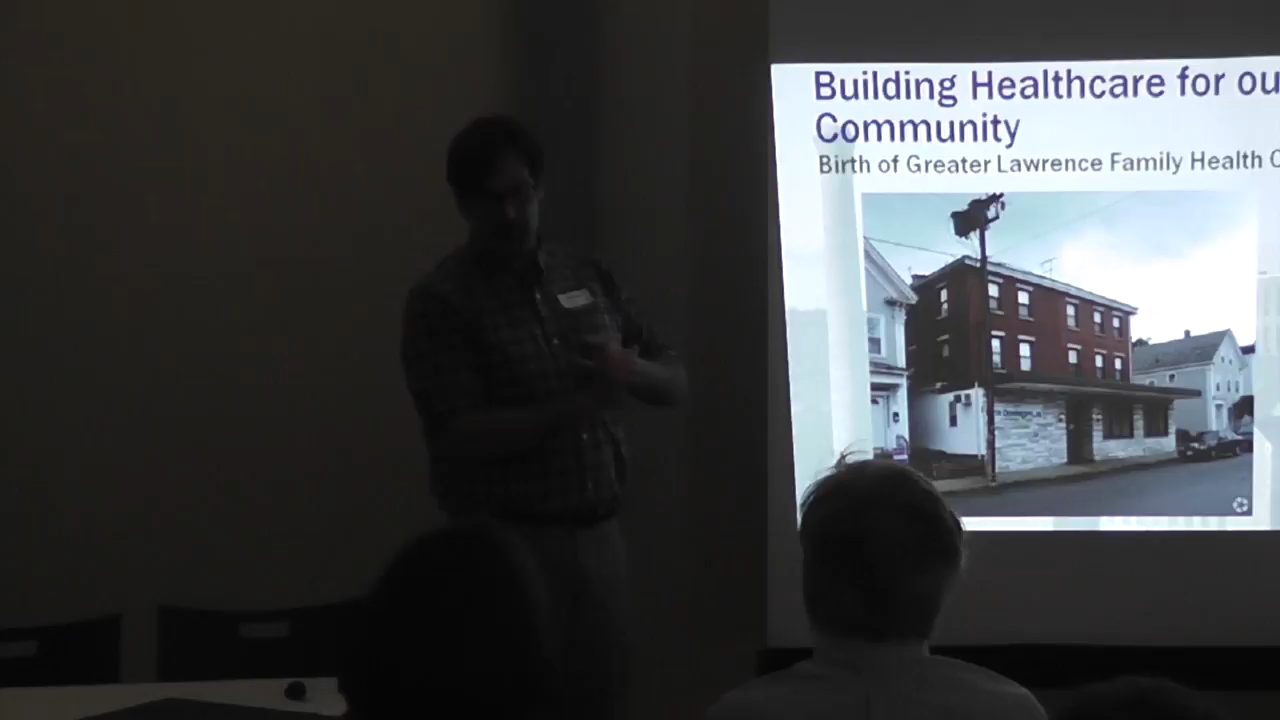 Building Healthcare for ou
Community
Birth of Greater Lawrence Family Health C